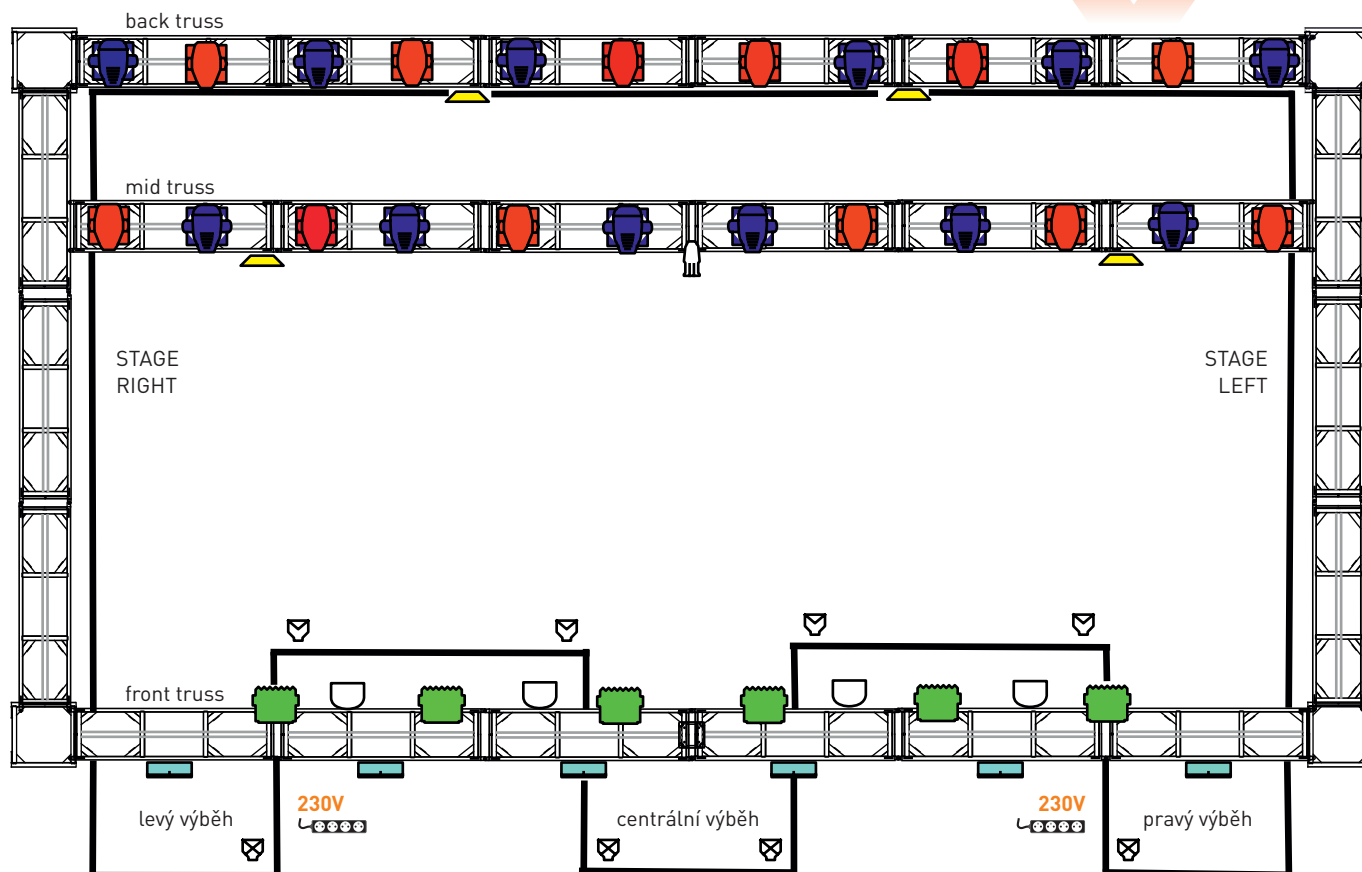 back truss
mid truss
STAGE
RIGHT
STAGE
LEFT
front truss
levý výběh
230V
centrální výběh
230V
pravý výběh